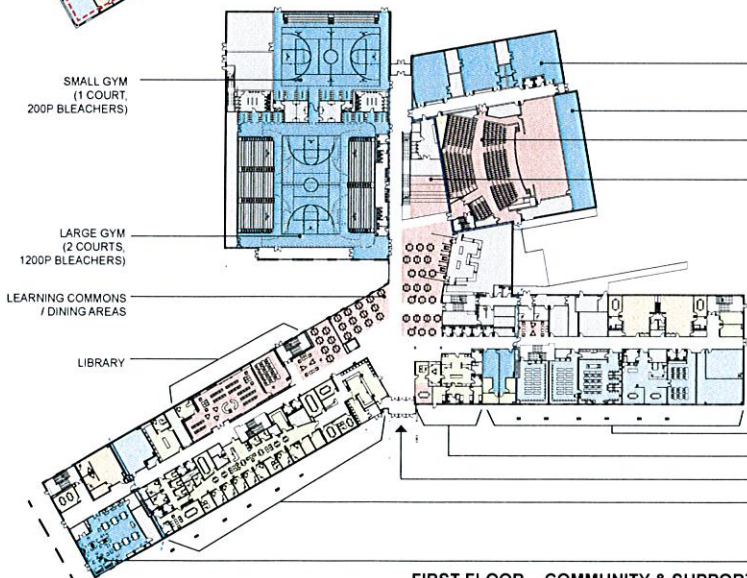 SMALL GYM
(1 COURT,
200P BLEACHERS)
LARGE GYM
(2 COURTS,
1200P BLEACHERS)
LEARNING COMMONS
/ DINING AREAS
LIBRARY
FIRST FLOOR – COMMUNITY & SUPPORT